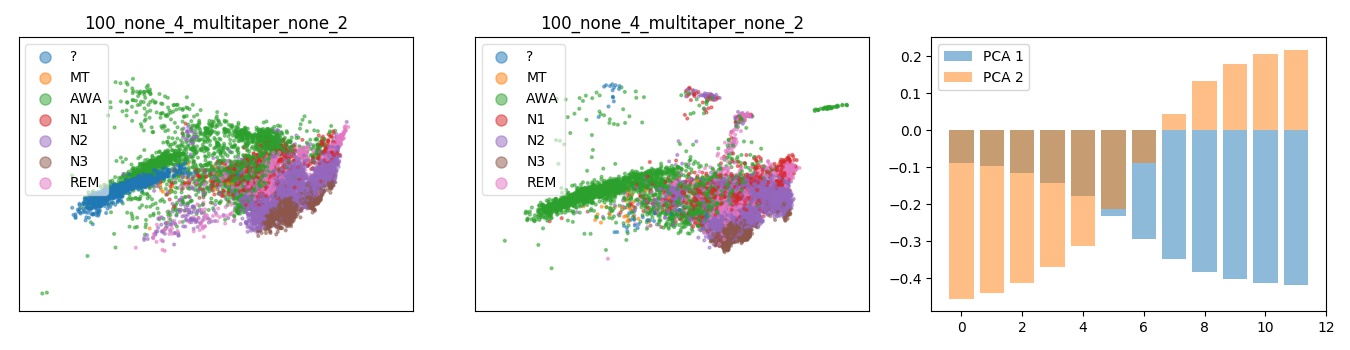 100_none_4_multitaper_none_2
?
MT
AWA
N1
N2
N3
REM
100_none_4_multitaper_none_2
?
MT
AWA
N1
N2
N3
REM
PCA 1
PCA 2
0.2
0.1
0.0
−0.1
−0.2
−0.3
−0.4
0 2 4 6 8 10 12